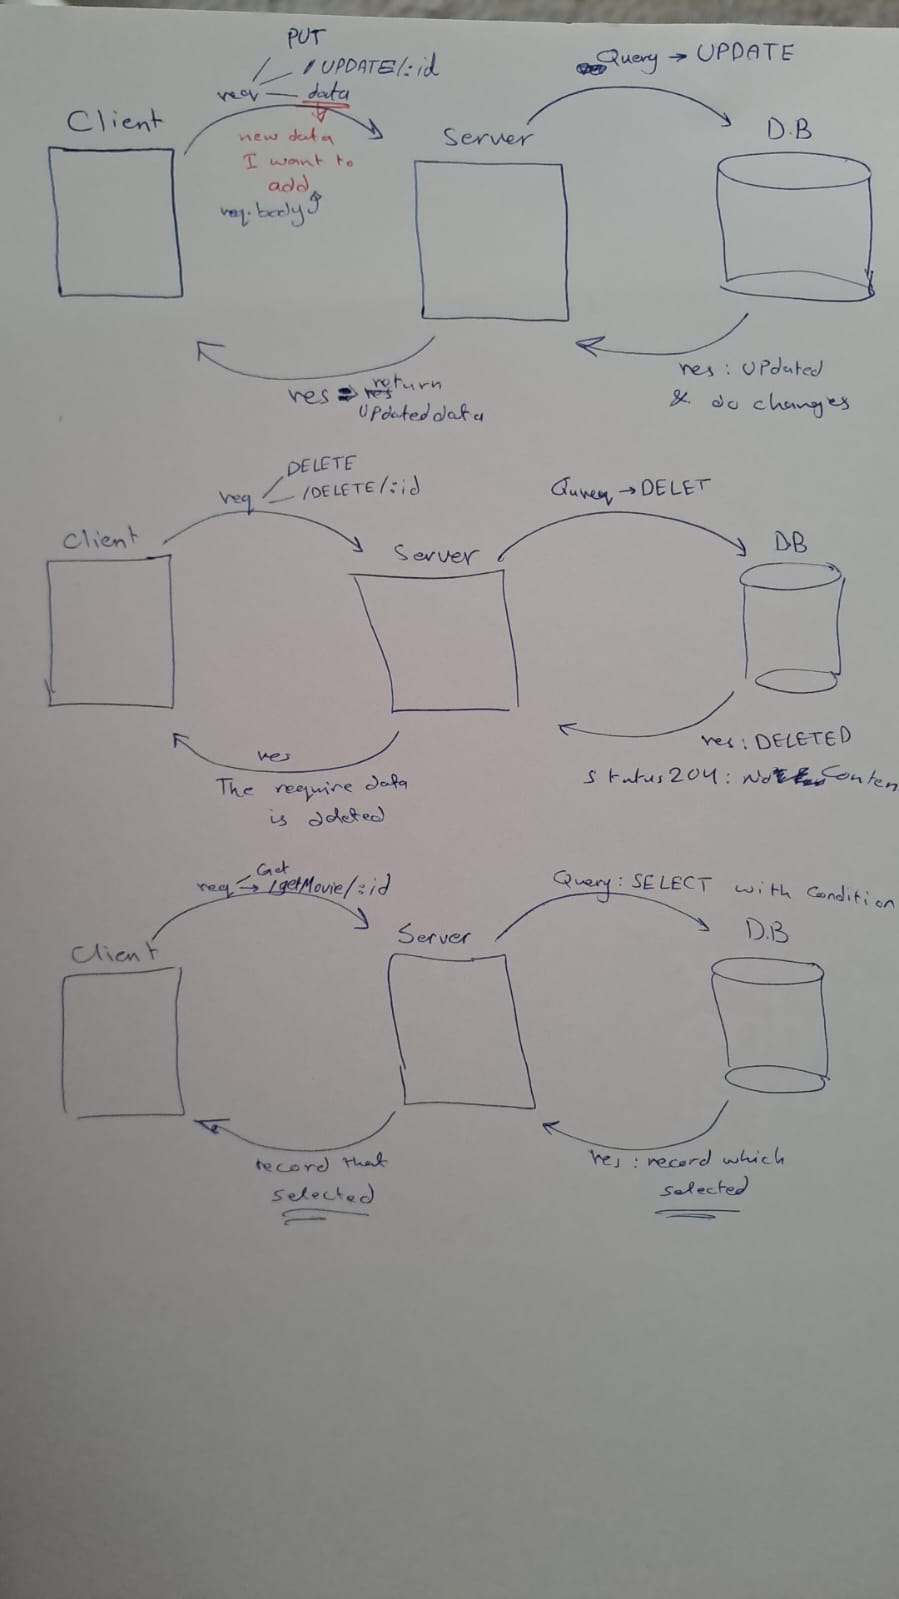 PUT
/UPDATE/:id
req data
new data
I want to
add
req.body
Client
Server
Query → UPDATE
D.B
res return
Updated data
res: UPdated
& do changes
DELETE
req /DELETE/:id
DELET
Client
Server
DB
res
The require data
is
res: DELETED
Status 204: No Conten
Get
req → /getMovie/:id
Query: SELECT with Condition
Client
Server
D.B
record that
selected
res: record which
selected